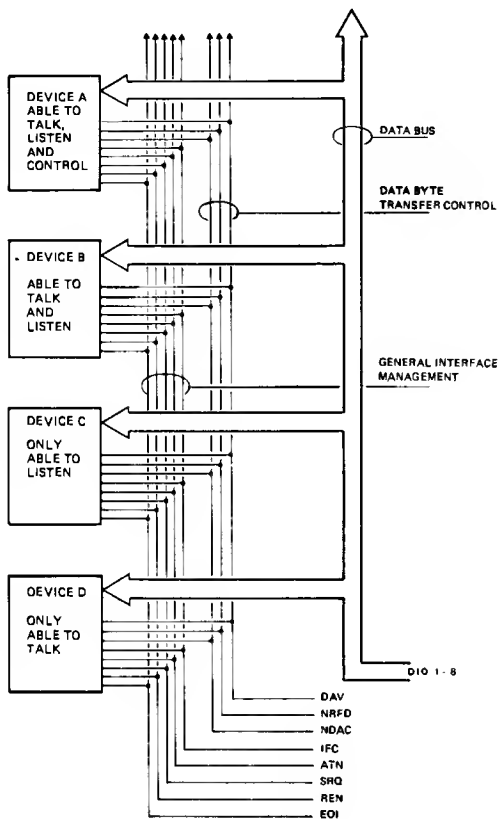 DEVICE A
ABLE TO
TALK,
LISTEN
AND
CONTROL
DATA BUS
DATA BYTE
TRANSFER CONTROL
DEVICE B
ABLE TO
TALK
AND
LISTEN
GENERAL INTERFACE
MANAGEMENT
DEVICE C
ONLY
ABLE TO
LISTEN
DEVICE D
ONLY
ABLE TO
TALK
DIO 1 - 8
DAV
NRFD
NDAC
IFC
ATN
SRQ
REN
EOI